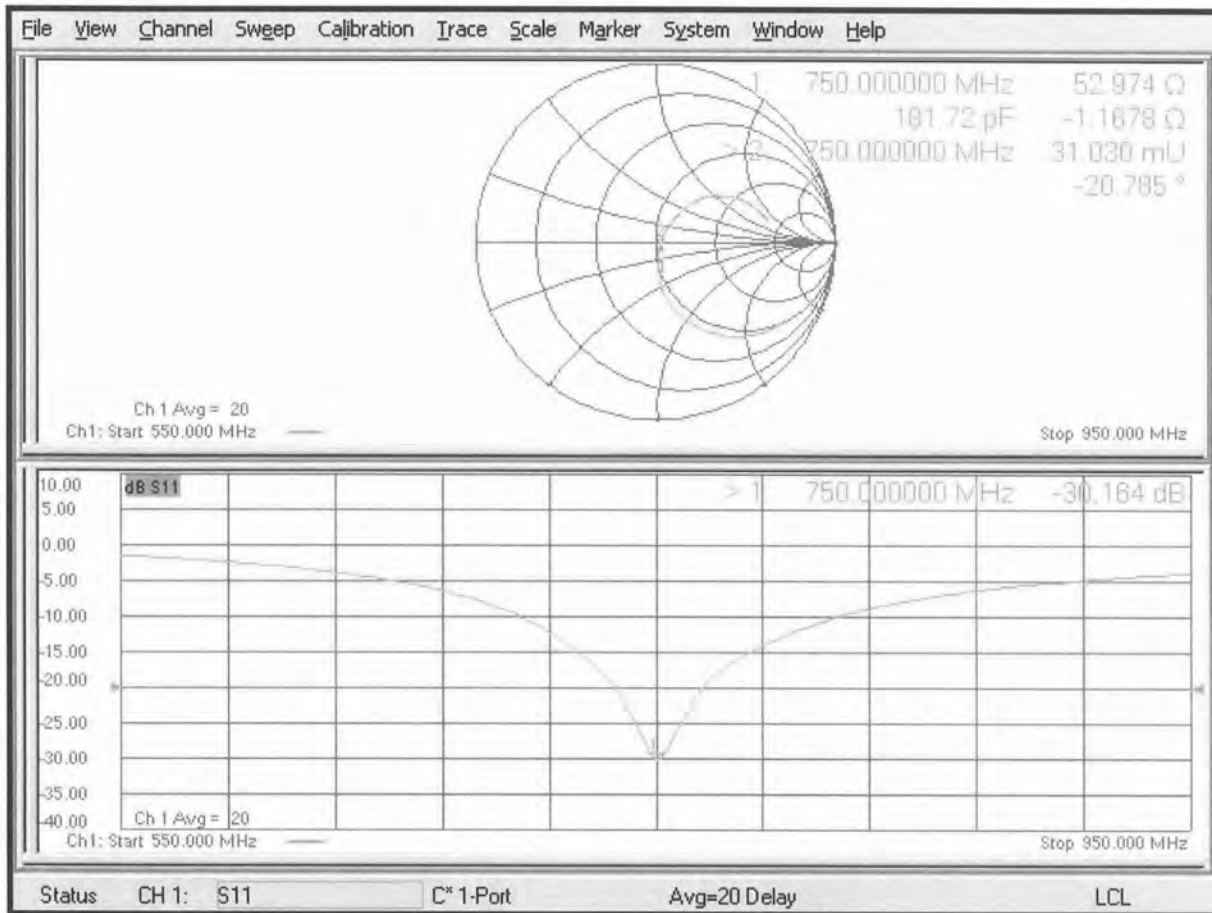 File View Channel Sweep Calibration Trace Scale Marker System Window Help
1 750.000000 MHz 52.974 Ω
181.72 pF -1.1678 Ω
> 2 750.000000 MHz 31.030 mU
-20.785 °
Ch 1 Avg = 20
Ch1: Start 550.000 MHz Stop 950.000 MHz
10.00
dB S11
> 1 750.000000 MHz -30.164 dB
5.00
0.00
-5.00
-10.00
-15.00
-20.00
-25.00
1
-30.00
-35.00
-40.00
Ch 1 Avg = 20
Ch1: Start 550.000 MHz Stop 950.000 MHz
Status CH 1: S11 C* 1-Port Avg=20 Delay LCL